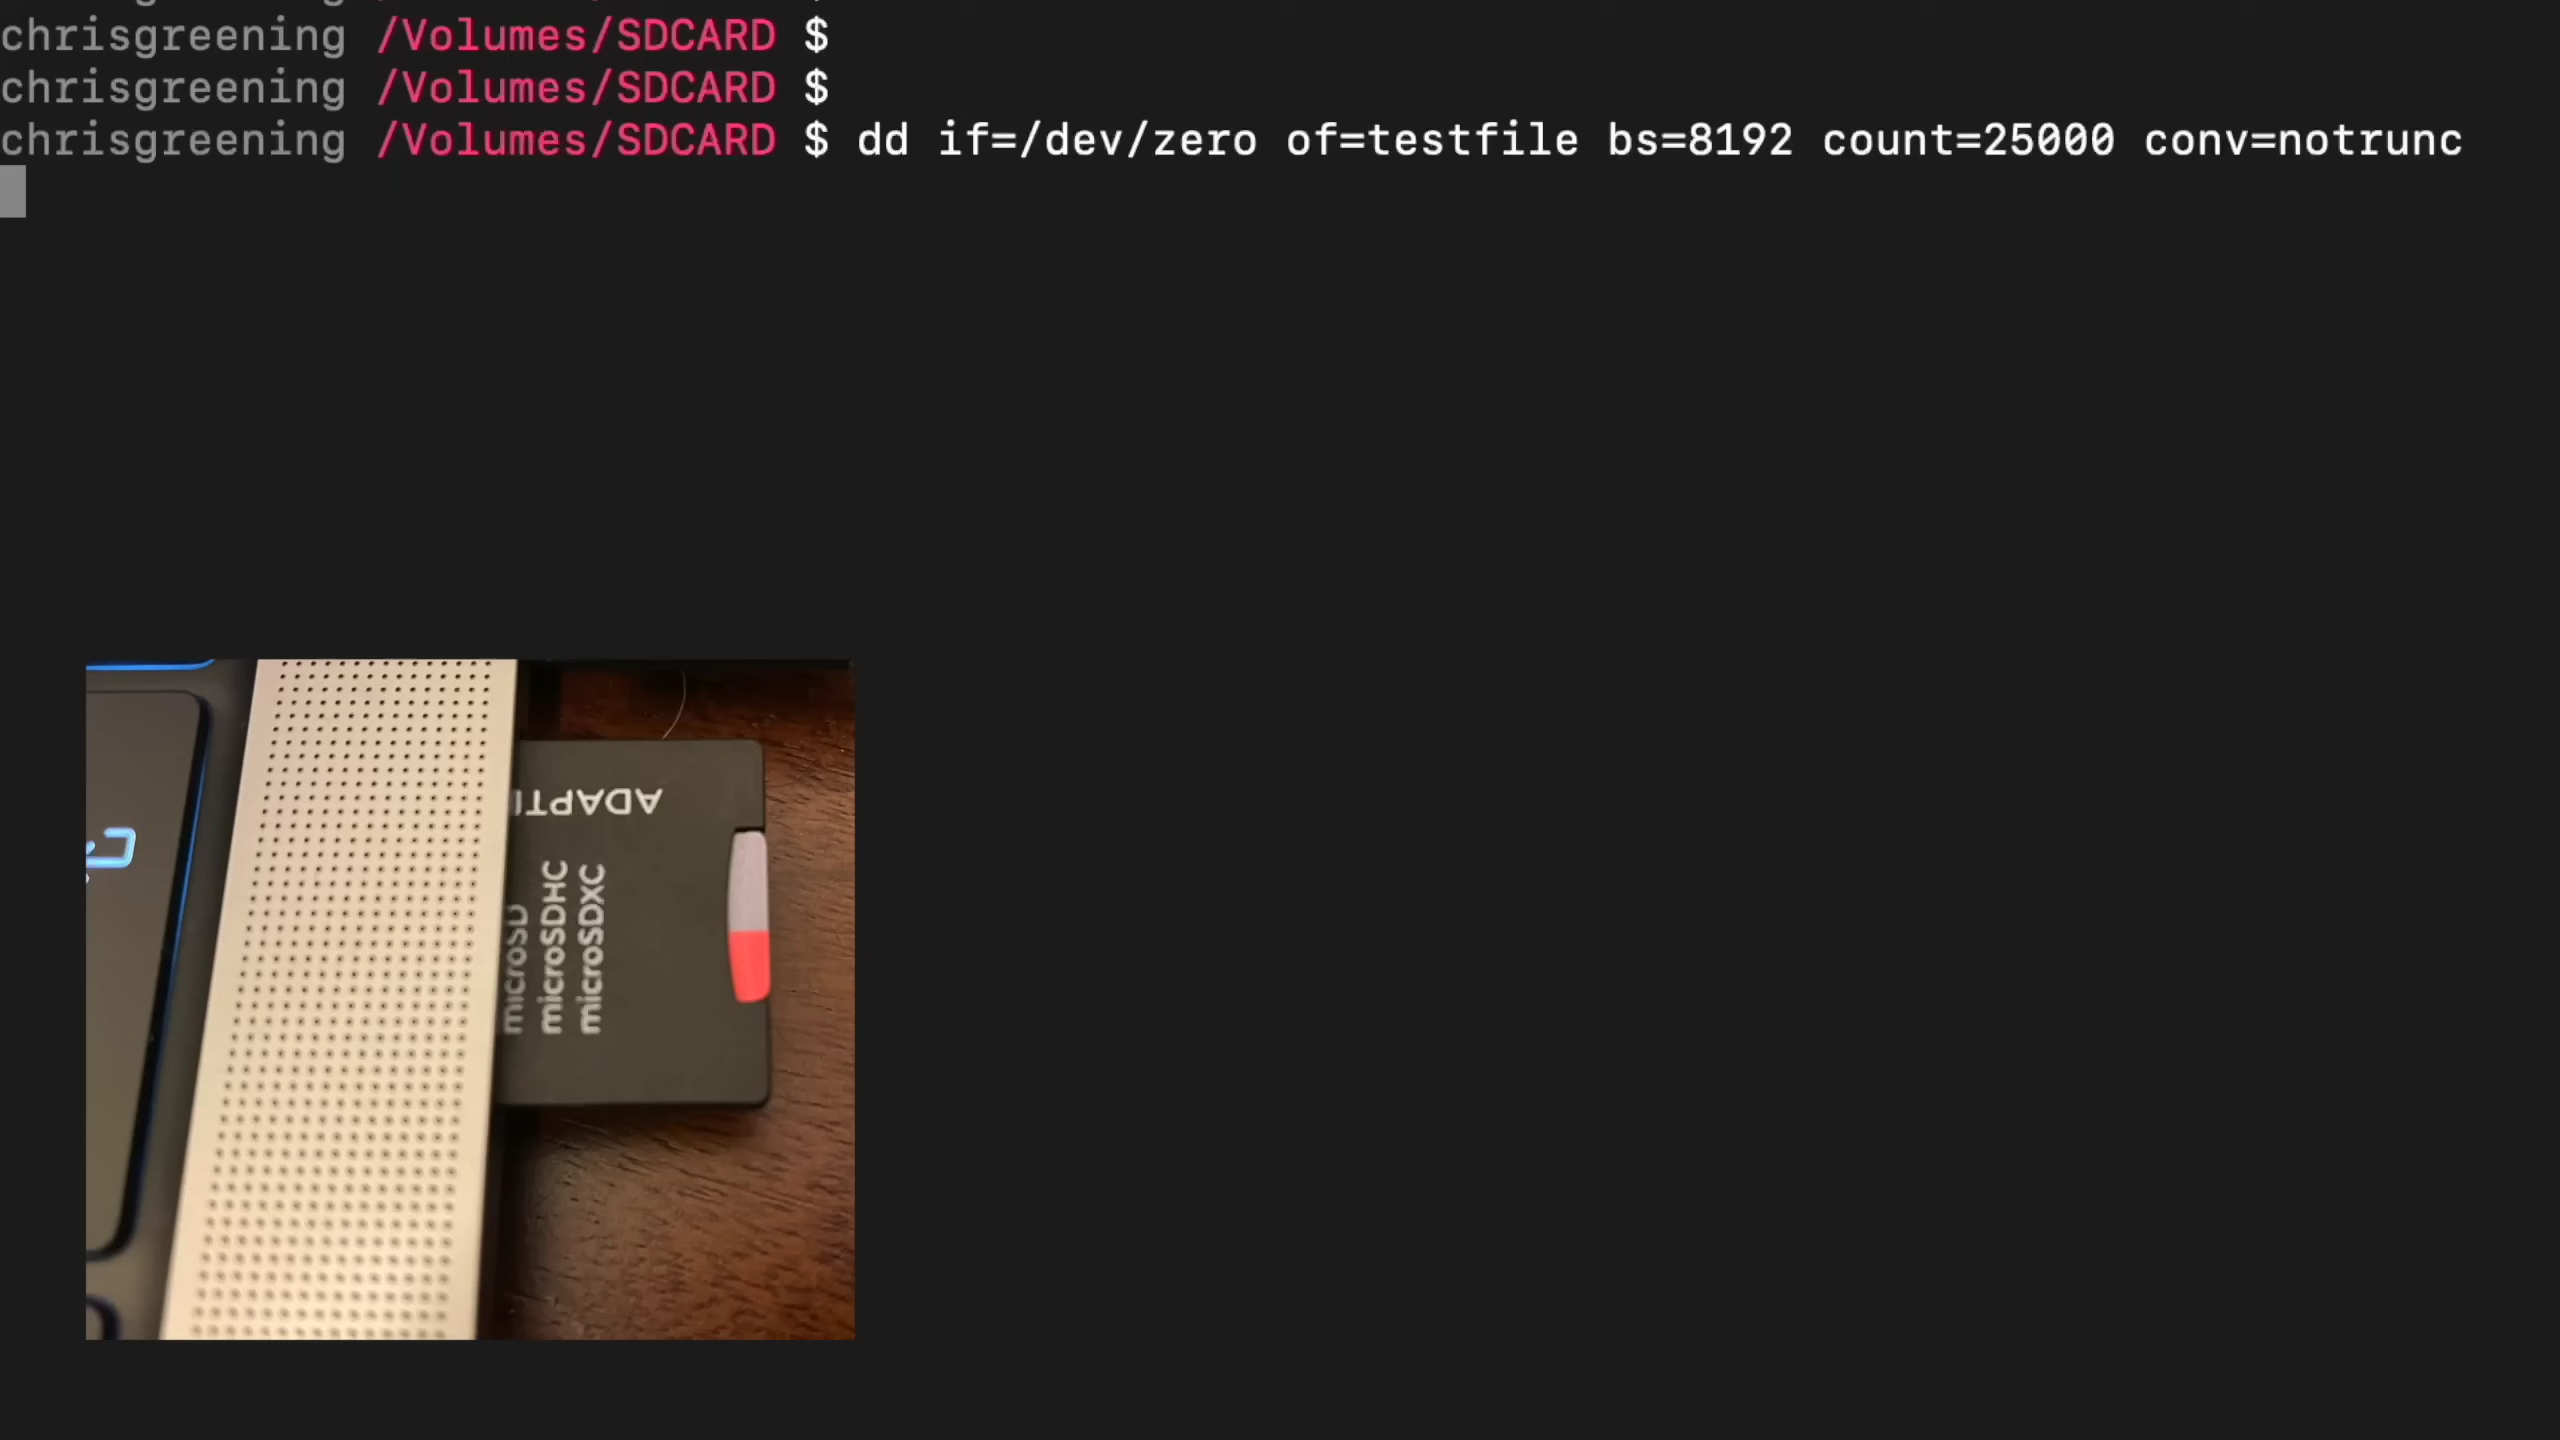 chrisgreening /Volumes/SDCARD $
chrisgreening /Volumes/SDCARD $
chrisgreening /Volumes/SDCARD $ dd if=/dev/zero of=testfile bs=8192 count=25000 conv=notrunc
microSD
microSDHC
microSDXC